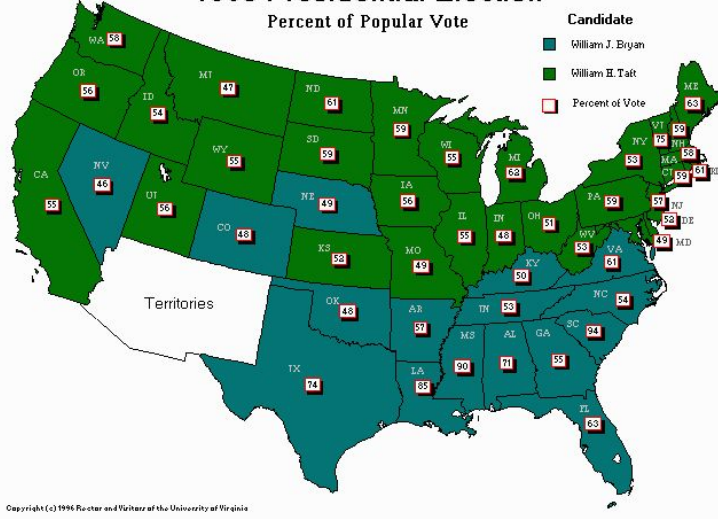 Presidential Election
Percent of Popular Vote
Candidate
William J. Bryan
William H. Taft
Percent of Vote
WA 58
OR
56
ID
54
MT
47
ND
61
SD
59
WY
55
NV
46
CA
55
UT
56
CO
48
NE
49
KS
52
MN
59
IA
56
MO
49
WI
55
IL
55
IN
48
MI
62
OH
51
ME
63
VT
75
59
NH
58
NY
53
MA
CT
59
61 RI
PA
59
57 NJ
52 DE
49 MD
WV
53
VA
61
KY
50
TN
53
NC
54
SC
94
GA
55
AL
71
MS
90
AR
57
LA
85
OK
48
TX
74
FL
63
Territories
Copyright (c) 1996 Rector and Visitors of the University of Virginia